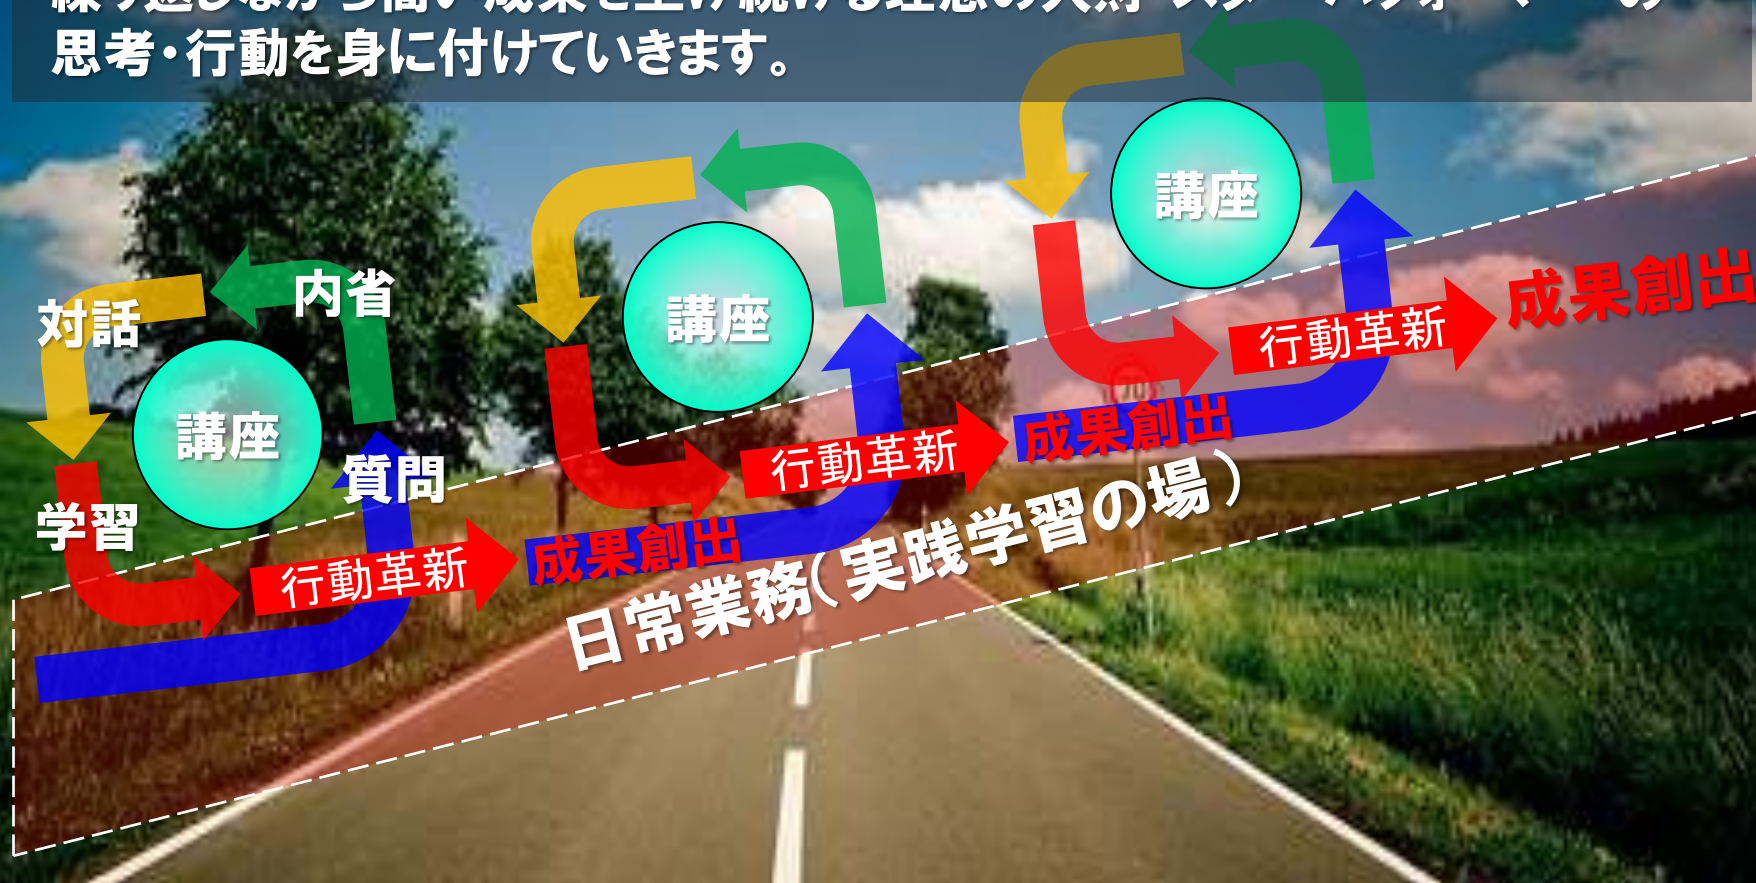 思考・行動を身に付けていきます。
講座
講座
講座
対話
内省
質問
学習
行動革新
成果創出
行動革新
成果創出
行動革新
成果創出
日常業務（実践学習の場）